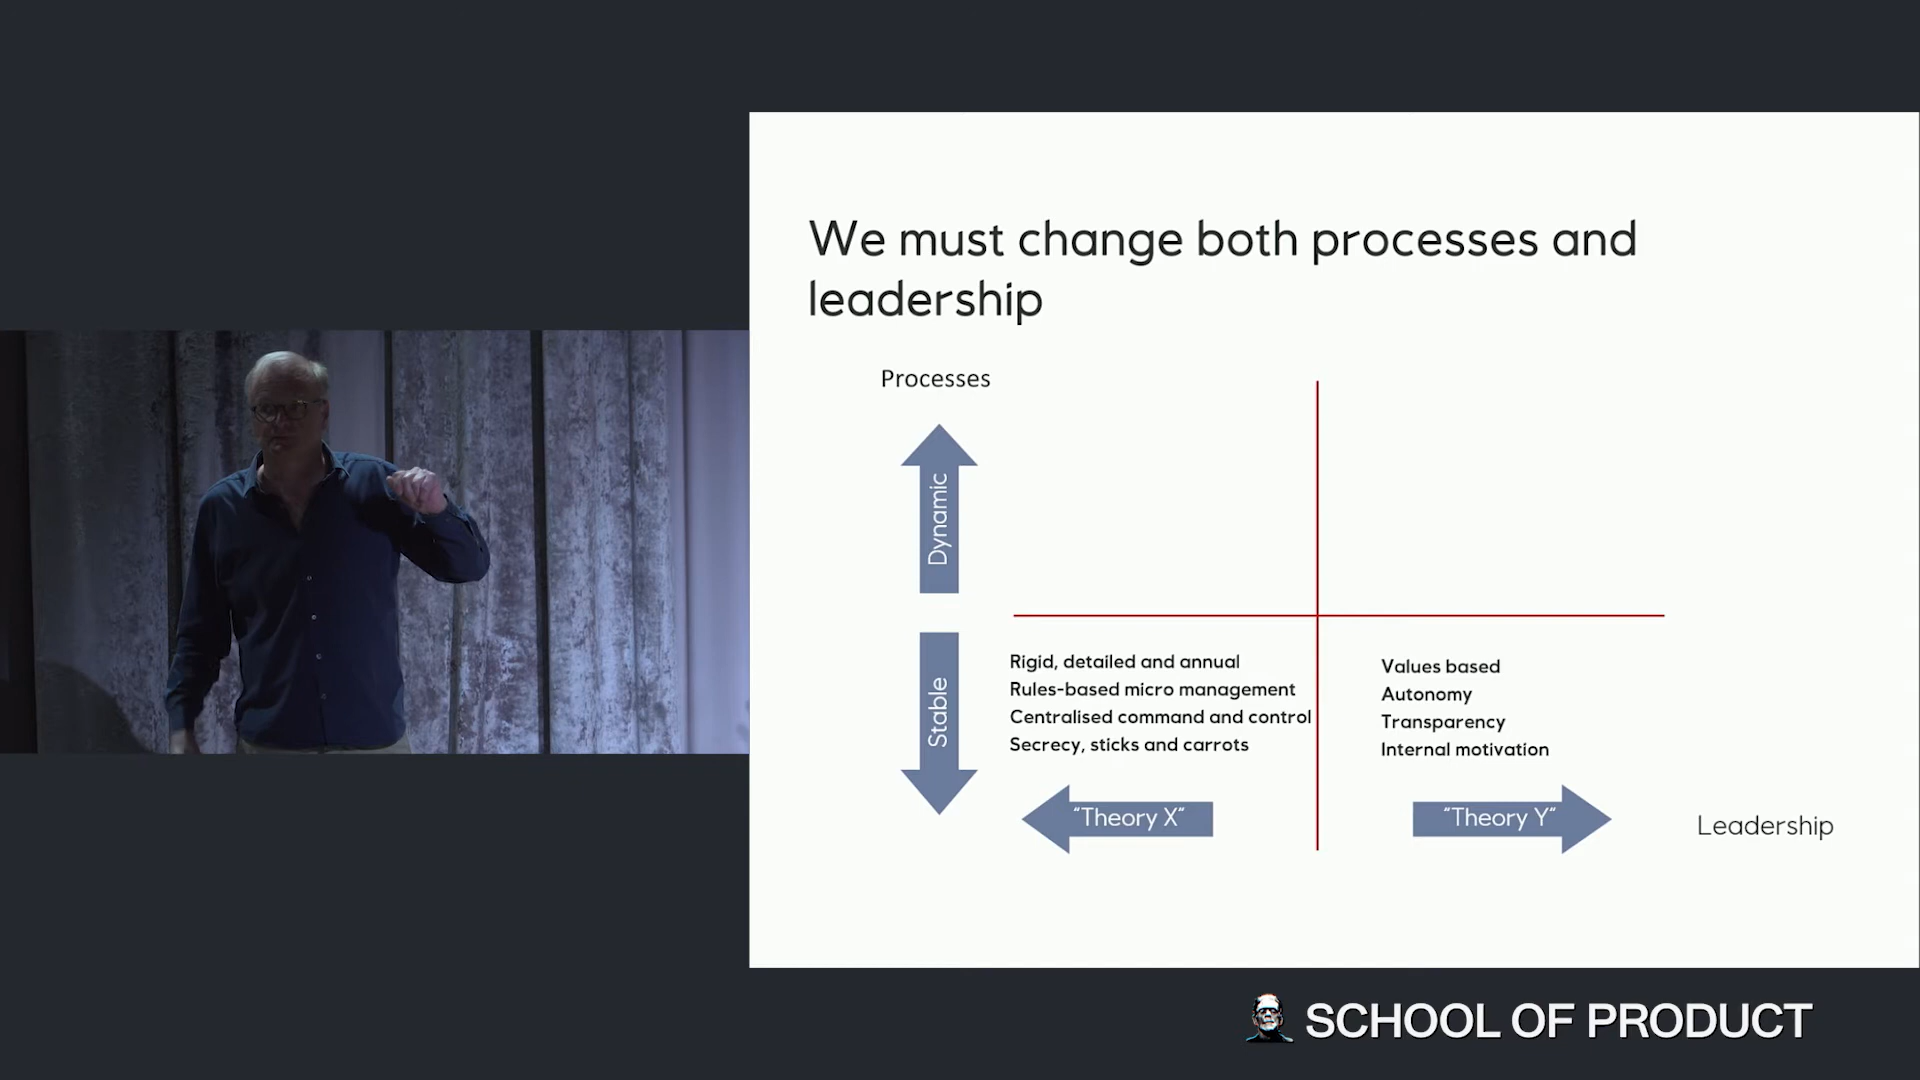 We must change both processes and
leadership
Processes
Dynamic
Stable
Rigid, detailed and annual
Rules-based micro management
Centralised command and control
Secrecy, sticks and carrots
Values based
Autonomy
Transparency
Internal motivation
“Theory X”
“Theory Y”
Leadership
SCHOOL OF PRODUCT